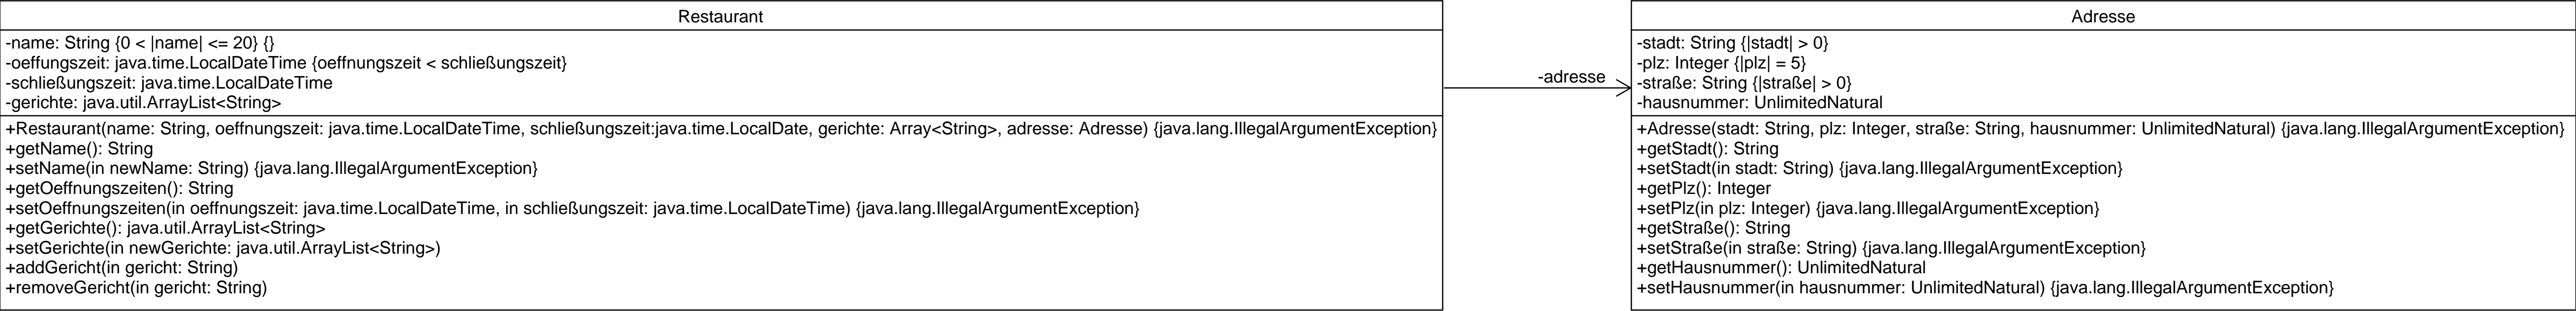 Restaurant
-name: String {0 < |name| <= 20} {}
-oeffungszeit: java.time.LocalDateTime {oeffnungszeit < schließungszeit}
-schließungszeit: java.time.LocalDateTime
-gerichte: java.util.ArrayList<String>
+Restaurant(name: String, oeffnungszeit: java.time.LocalDateTime, schließungszeit:java.time.LocalDate, gerichte: Array<String>, adresse: Adresse) {java.lang.IllegalArgumentException}
+getName(): String
+setName(in newName: String) {java.lang.IllegalArgumentException}
+getOeffnungszeiten(): String
+setOeffnungszeiten(in oeffnungszeit: java.time.LocalDateTime, in schließungszeit: java.time.LocalDateTime) {java.lang.IllegalArgumentException}
+getGerichte(): java.util.ArrayList<String>
+setGerichte(in newGerichte: java.util.ArrayList<String>)
+addGericht(in gericht: String)
+removeGericht(in gericht: String)
-adresse
Adresse
-stadt: String {|stadt| > 0}
-plz: Integer {|plz| = 5}
-straße: String {|straße| > 0}
-hausnummer: UnlimitedNatural
+Adresse(stadt: String, plz: Integer, straße: String, hausnummer: UnlimitedNatural) {java.lang.IllegalArgumentException}
+getStadt(): String
+setStadt(in stadt: String) {java.lang.IllegalArgumentException}
+getPlz(): Integer
+setPlz(in plz: Integer) {java.lang.IllegalArgumentException}
+getStraße(): String
+setStraße(in straße: String) {java.lang.IllegalArgumentException}
+getHausnummer(): UnlimitedNatural
+setHausnummer(in hausnummer: UnlimitedNatural) {java.lang.IllegalArgumentException}